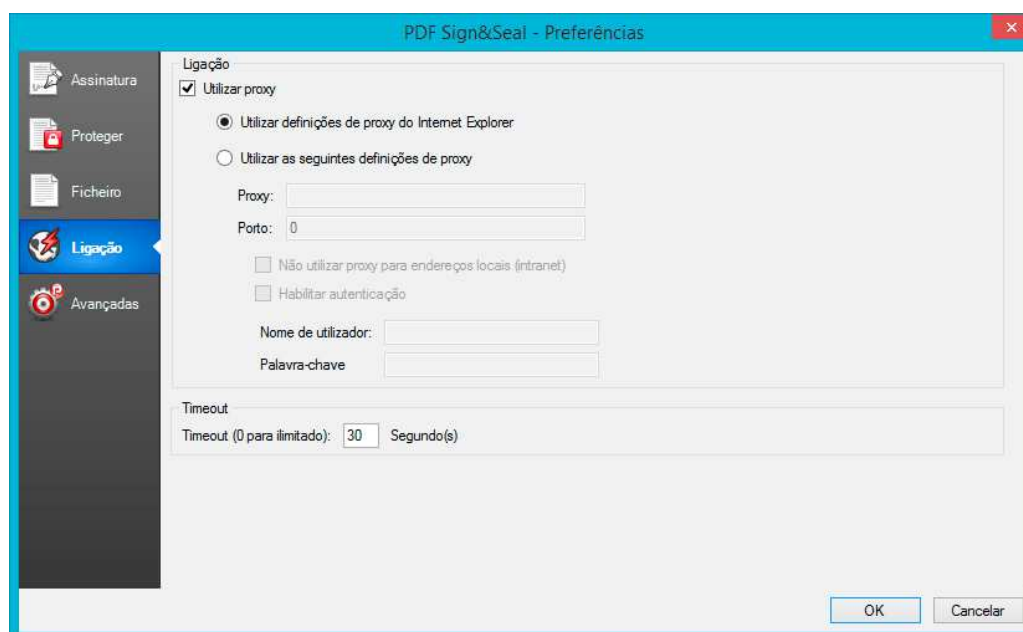 PDF Sign&Seal - Preferências
Assinatura
Proteger
Ficheiro
Ligação
Avançadas
Ligação
Utilizar proxy
Utilizar definições de proxy do Internet Explorer
Utilizar as seguintes definições de proxy
Proxy:
Porto: 0
Não utilizar proxy para endereços locais (intranet)
Habilitar autenticação
Nome de utilizador:
Palavra-chave
Timeout
Timeout (0 para ilimitado): 30 Segundo(s)
OK Cancelar